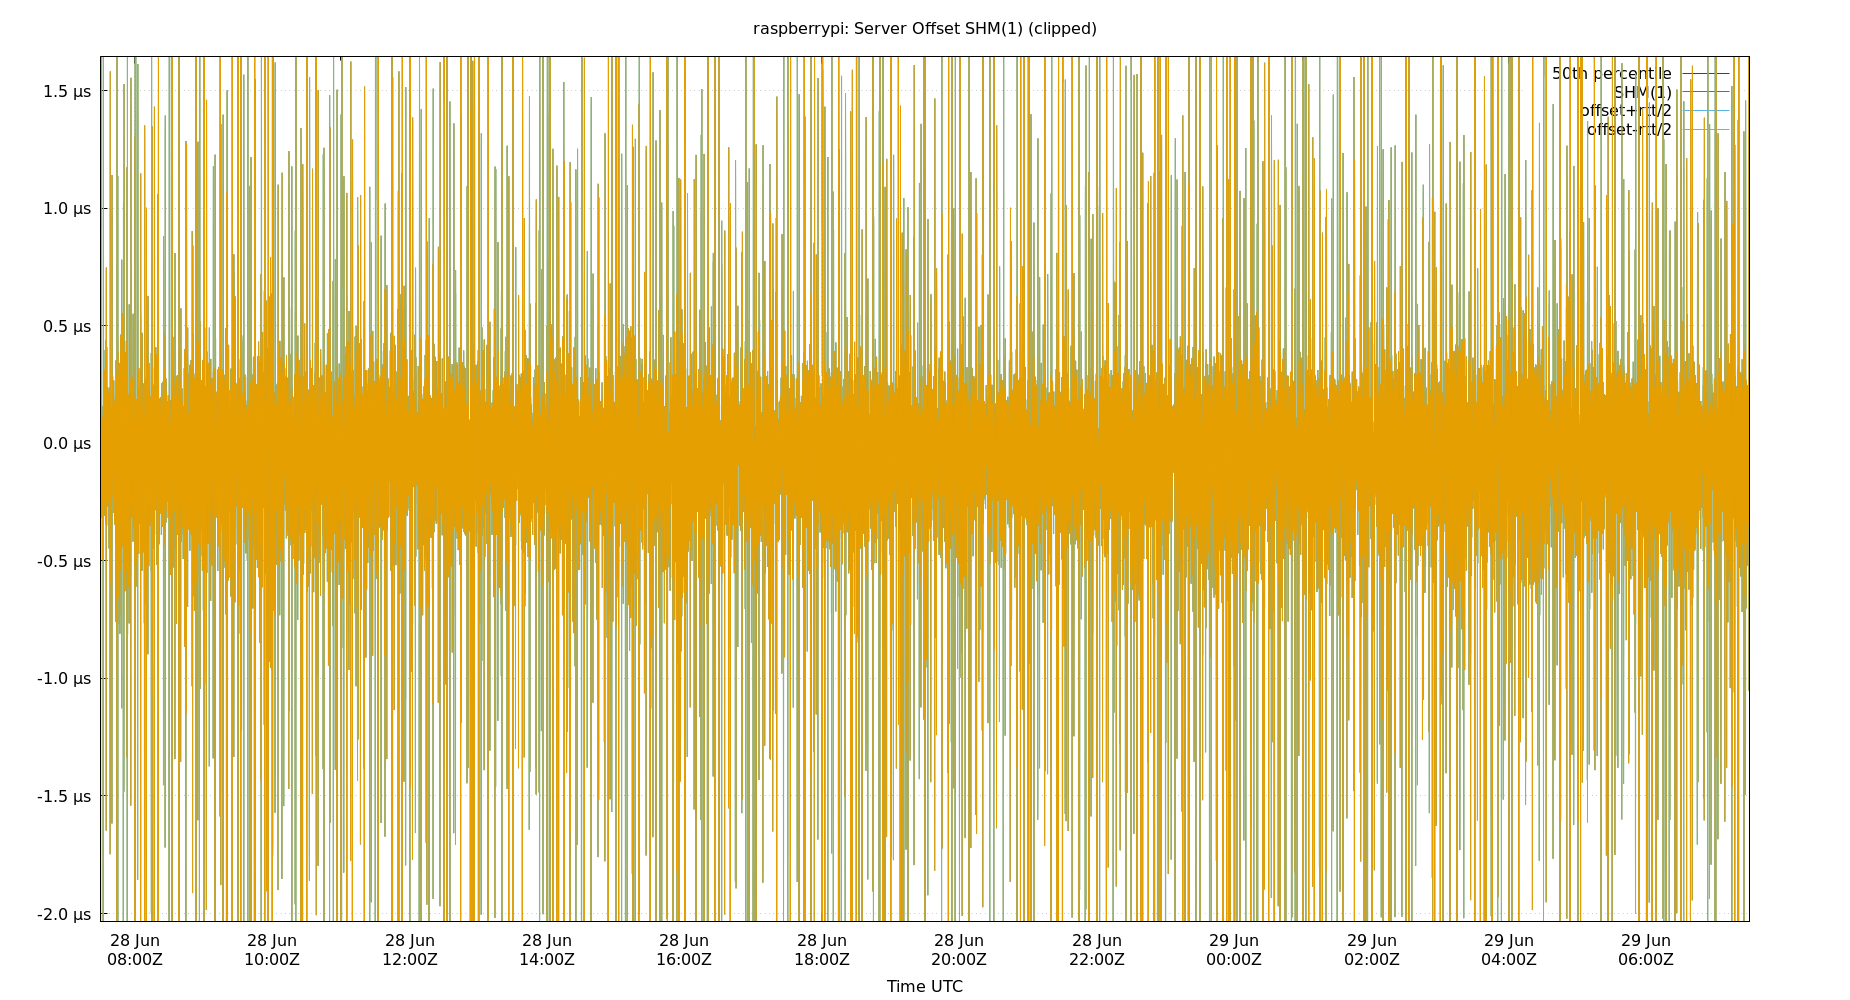 raspberrypi: Server Offset SHM(1) (clipped)
50th percentile
SHM(1)
offset+rtt/2
offset-rtt/2
1.5 µs
1.0 µs
0.5 µs
0.0 µs
-0.5 µs
-1.0 µs
-1.5 µs
-2.0 µs
28 Jun 28 Jun 28 Jun 28 Jun 28 Jun 28 Jun 28 Jun 28 Jun 29 Jun 29 Jun 29 Jun 29 Jun
08:00Z 10:00Z 12:00Z 14:00Z 16:00Z 18:00Z 20:00Z 22:00Z 00:00Z 02:00Z 04:00Z 06:00Z
Time UTC